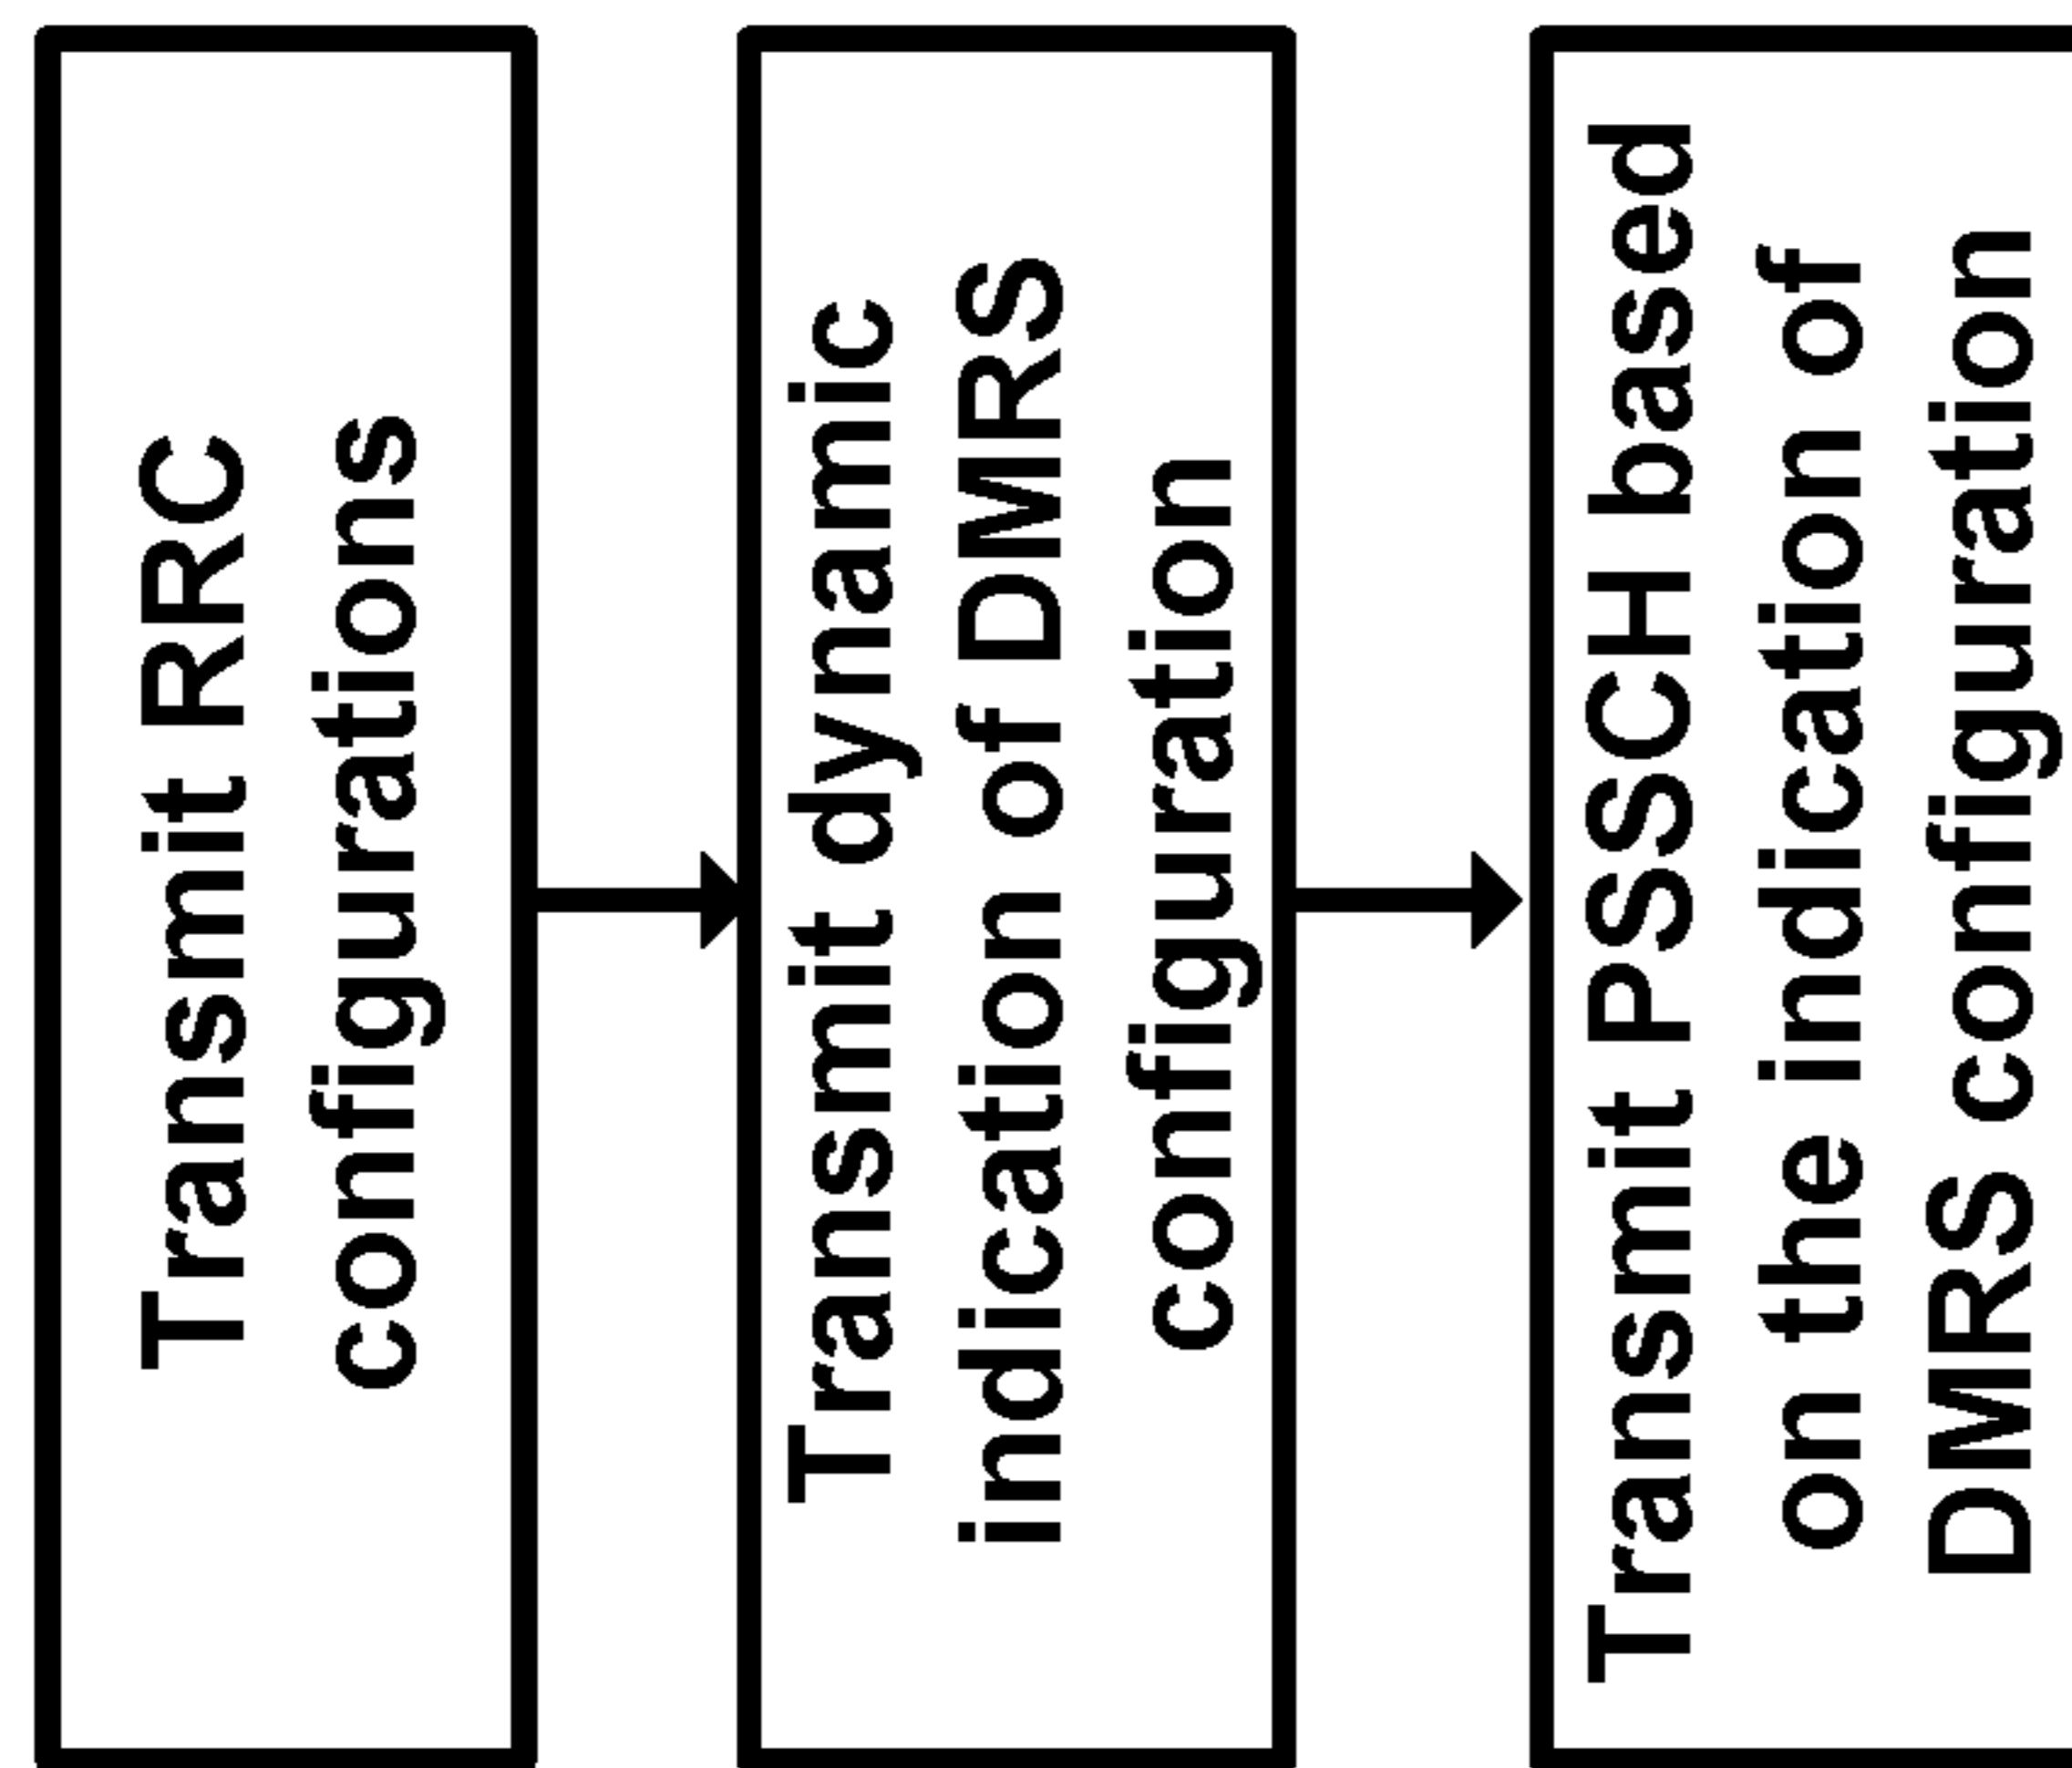 Transmit RRC
configurations
Transmit dynamic
indication of DMRS
configuration
Transmit PSSCH based
on the indication of
DMRS configuration